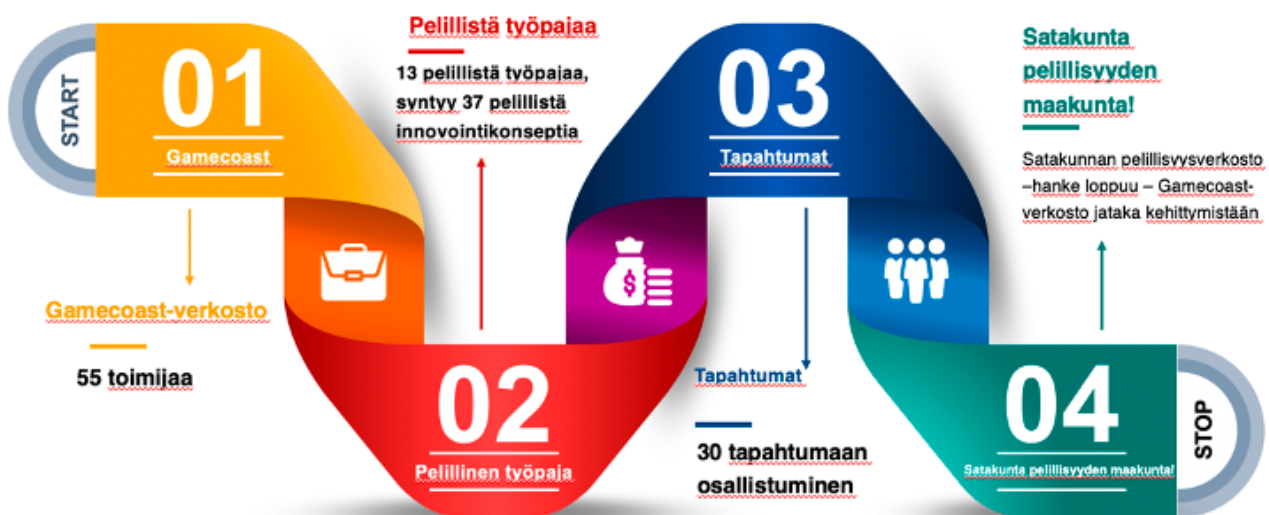 START
01
Gamecoast
Gamecoast-verkosto
55 toimijaa
Pelillistä työpajaa
13 pelillistä työpajaa,
syntyy 37 pelillistä
innovointikonseptia
02
Pelillinen työpaja
$
03
Tapahtumat
Tapahtumat
30 tapahtumaan
osallistuminen
Satakunta
pelillisyyden
maakunta!
Satakunnan pelillisyysverkosto
–hanke loppuu – Gamecoast-
verkosto jataka kehittymistään
04
Satakunta pelillisyyden maakunta!
STOP